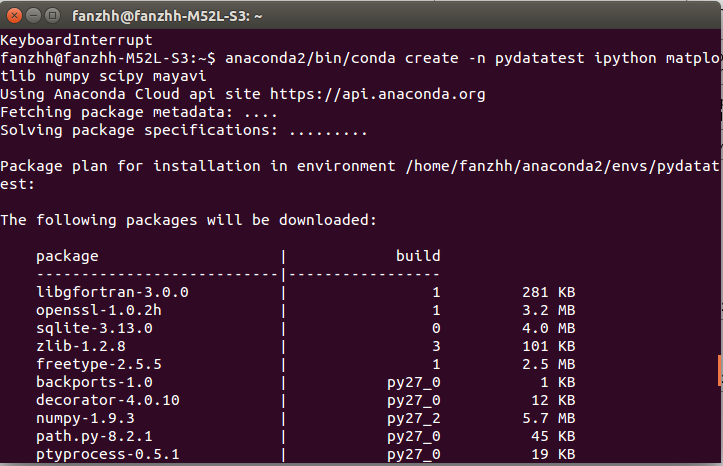 fanzhh@fanzhh-M52L-S3: ~
KeyboardInterrupt
fanzhh@fanzhh-M52L-S3:~$ anaconda2/bin/conda create -n pydatatest ipython matplo
tlib numpy scipy mayavi
Using Anaconda Cloud api site https://api.anaconda.org
Fetching package metadata: ....
Solving package specifications: .........
Package plan for installation in environment /home/fanzhh/anaconda2/envs/pydatat
est:
The following packages will be downloaded:
package | build
---------------------------|-----------------
libgfortran-3.0.0 | 1 281 KB
openssl-1.0.2h | 1 3.2 MB
sqlite-3.13.0 | 0 4.0 MB
zlib-1.2.8 | 3 101 KB
freetype-2.5.5 | 1 2.5 MB
backports-1.0 | py27_0 1 KB
decorator-4.0.10 | py27_0 12 KB
numpy-1.9.3 | py27_2 5.7 MB
path.py-8.2.1 | py27_0 45 KB
ptyprocess-0.5.1 | py27_0 19 KB